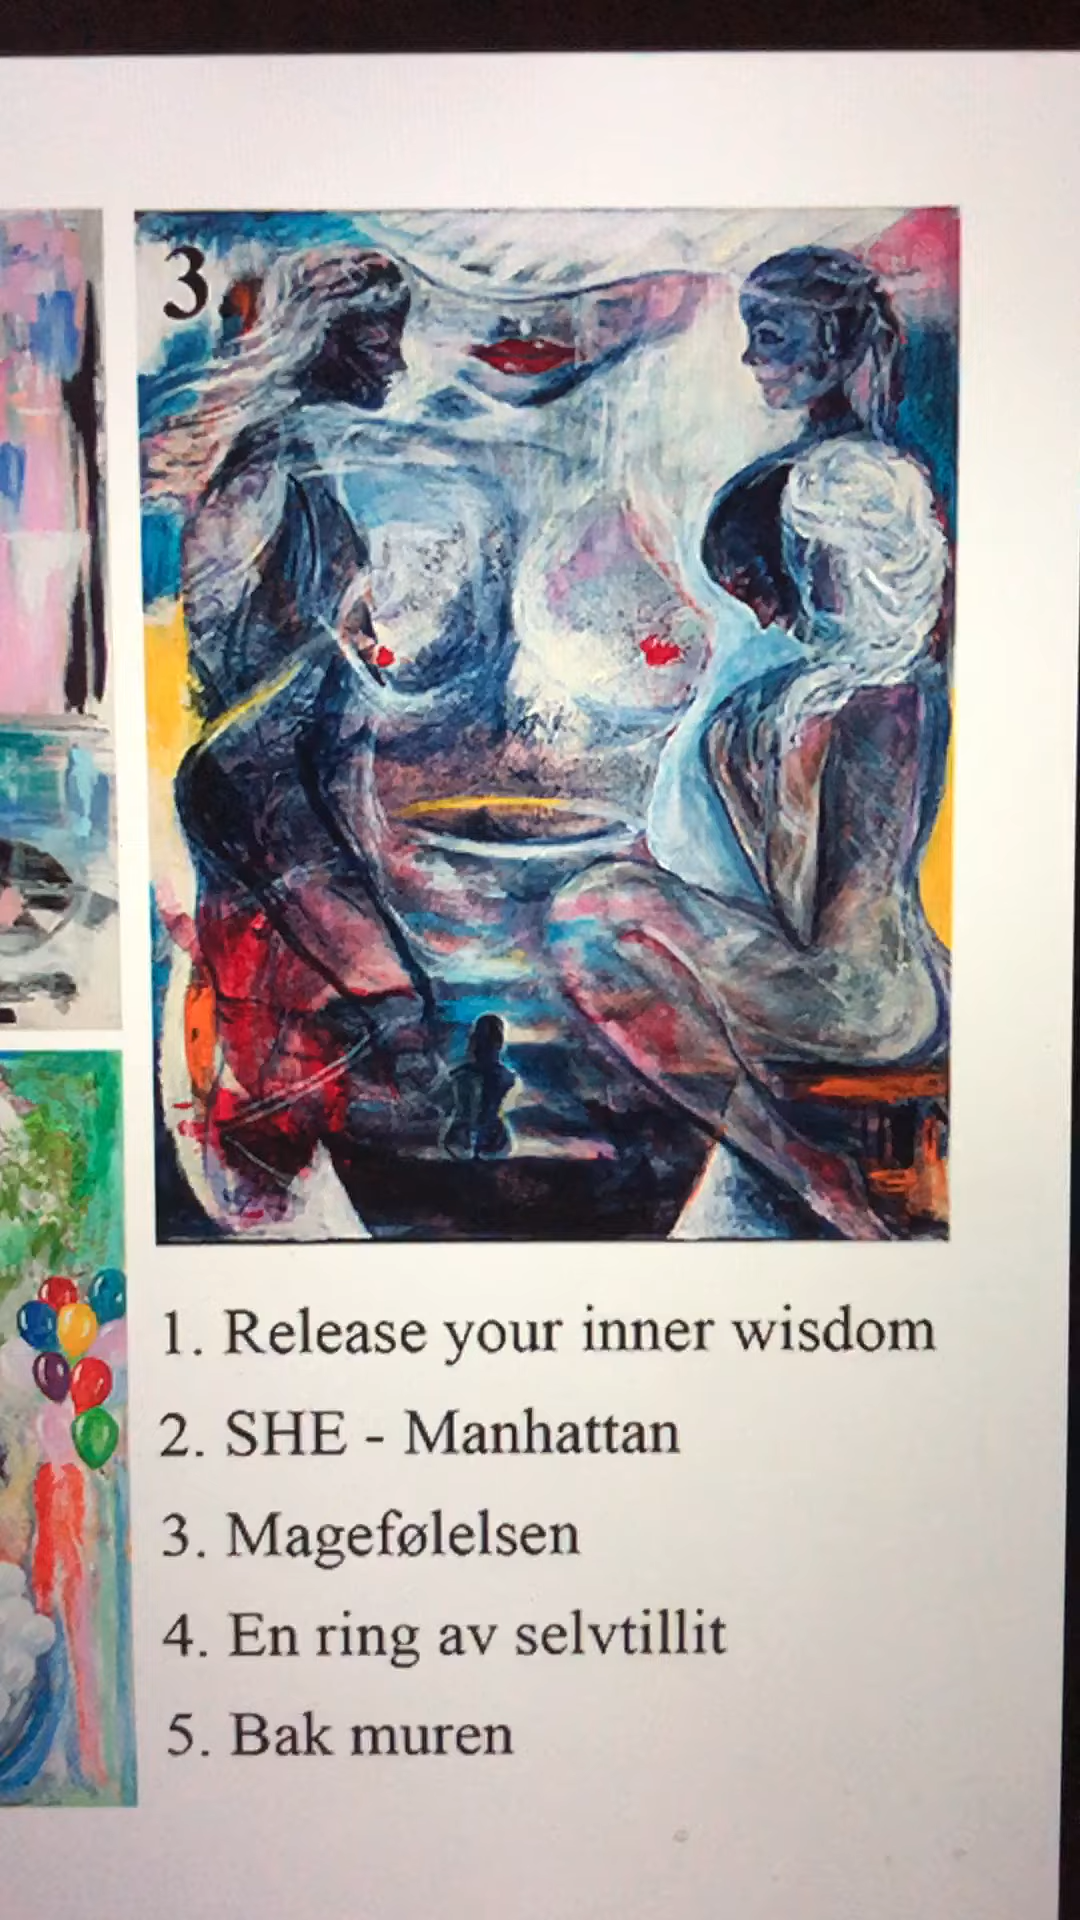 3
1. Release your inner wisdom
2. SHE - Manhattan
3. Magefølelsen
4. En ring av selvtillit
5. Bak muren